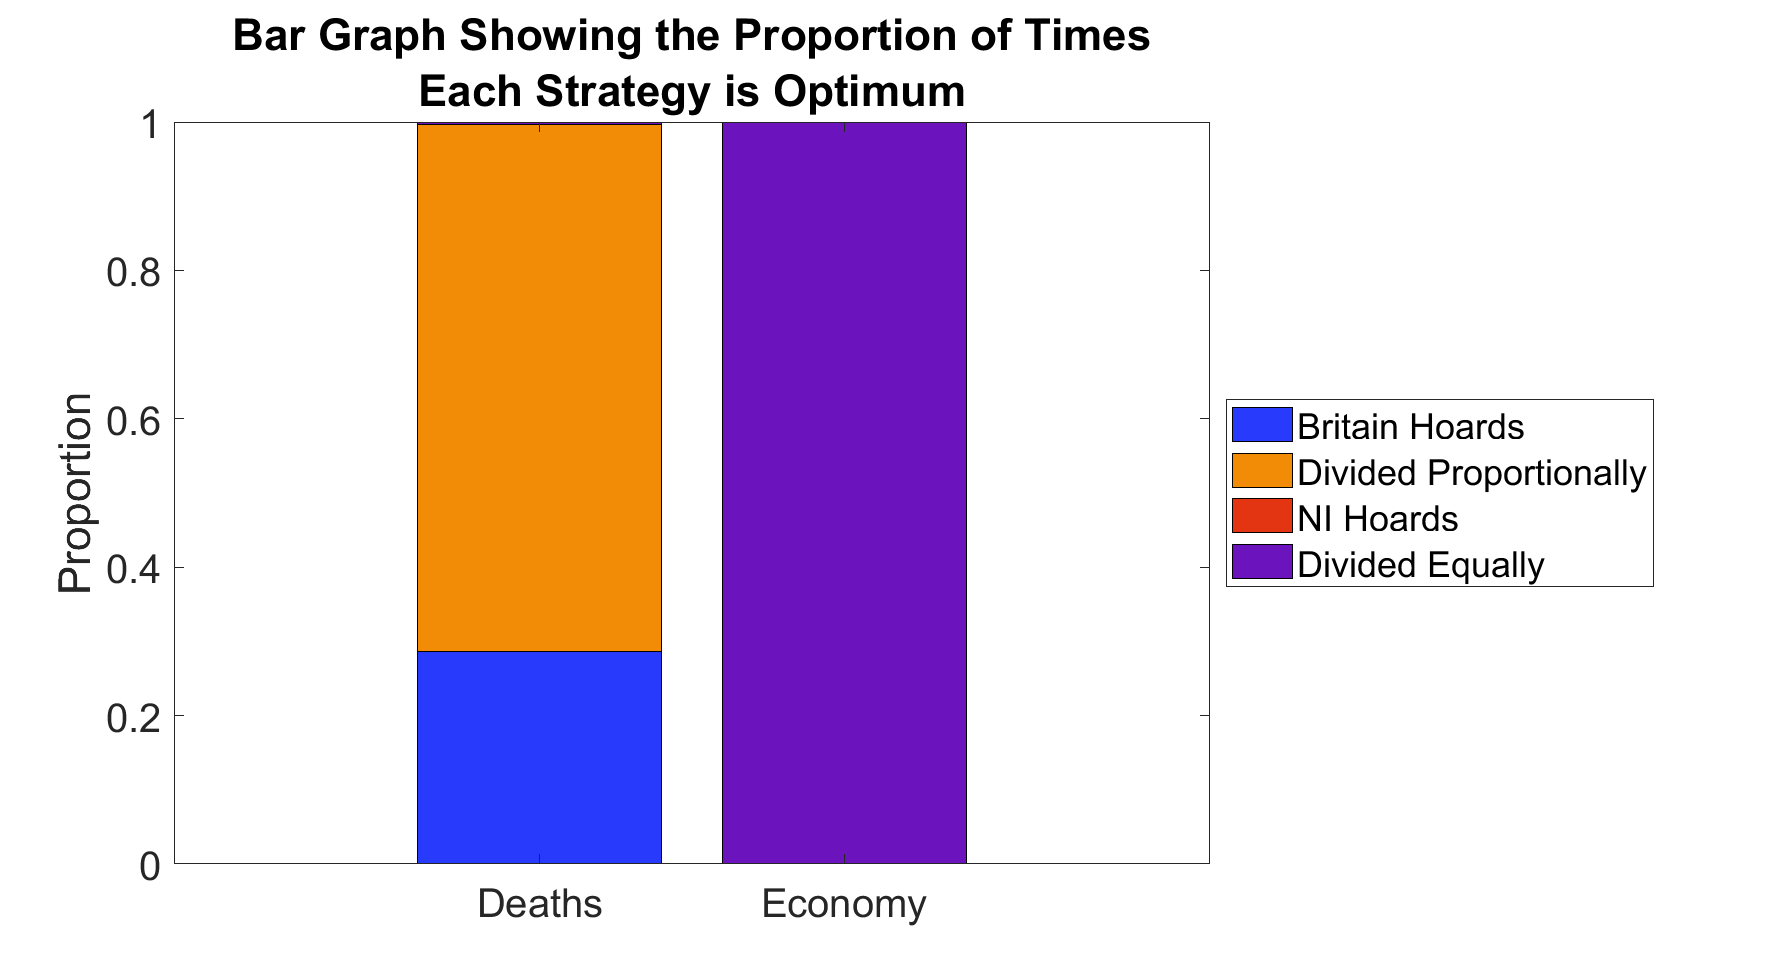 Bar Graph Showing the Proportion of Times
Each Strategy is Optimum
1
0.8
0.6
0.4
0.2
0
Proportion
Deaths
Economy
Britain Hoards
Divided Proportionally
NI Hoards
Divided Equally